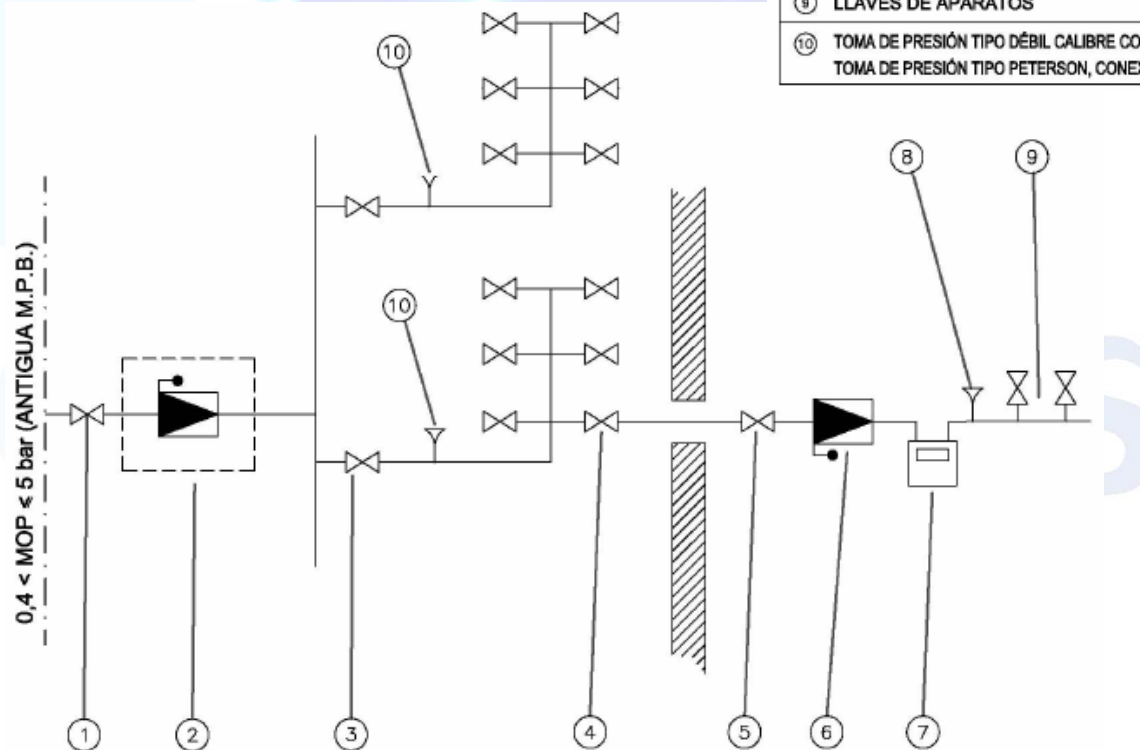 ⑨ LLAVES DE APARATOS
⑩ TOMA DE PRESIÓN TIPO DÉBIL CALIBRE CO
TOMA DE PRESIÓN TIPO PETERSON, CONEX
10
8
9
10
0,4 < MOP ≤ 5 bar (ANTIGUA M.P.B.)
1
2
3
4
5
6
7